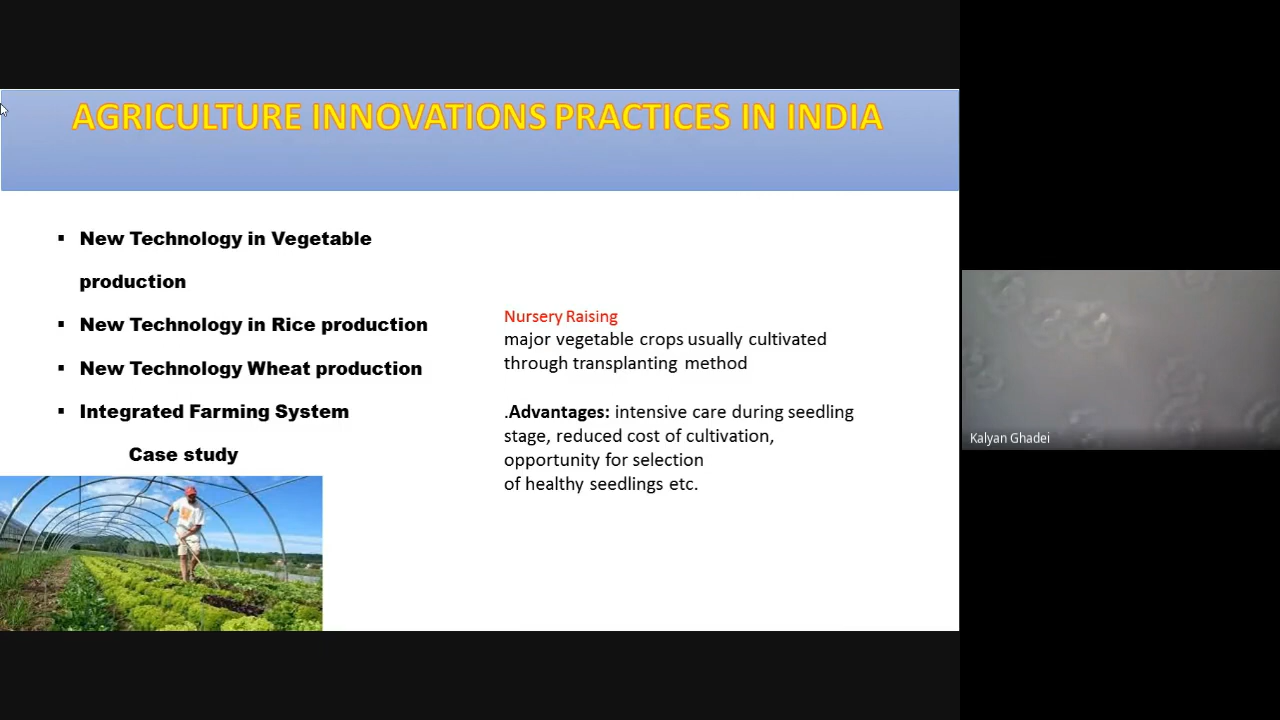 AGRICULTURE INNOVATIONS PRACTICES IN INDIA
▪ New Technology in Vegetable
production
▪ New Technology in Rice production
▪ New Technology Wheat production
▪ Integrated Farming System
Case study
Nursery Raising
major vegetable crops usually cultivated
through transplanting method
.Advantages: intensive care during seedling
stage, reduced cost of cultivation,
opportunity for selection
of healthy seedlings etc.
Kalyan Ghadei